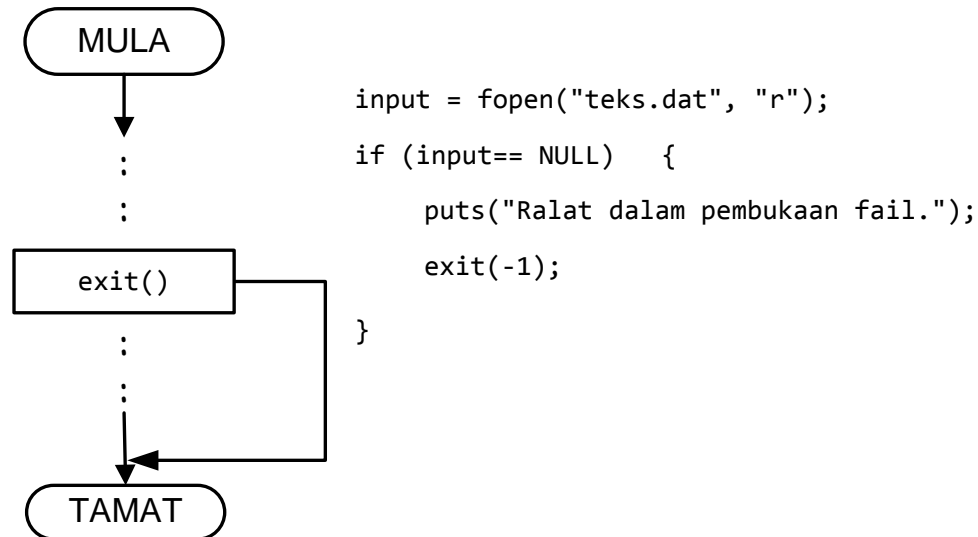 MULA
:
:
exit()
:
:
TAMAT
input = fopen("teks.dat", "r");
if (input== NULL)   {
     puts("Ralat dalam pembukaan fail.");
     exit(-1);
}